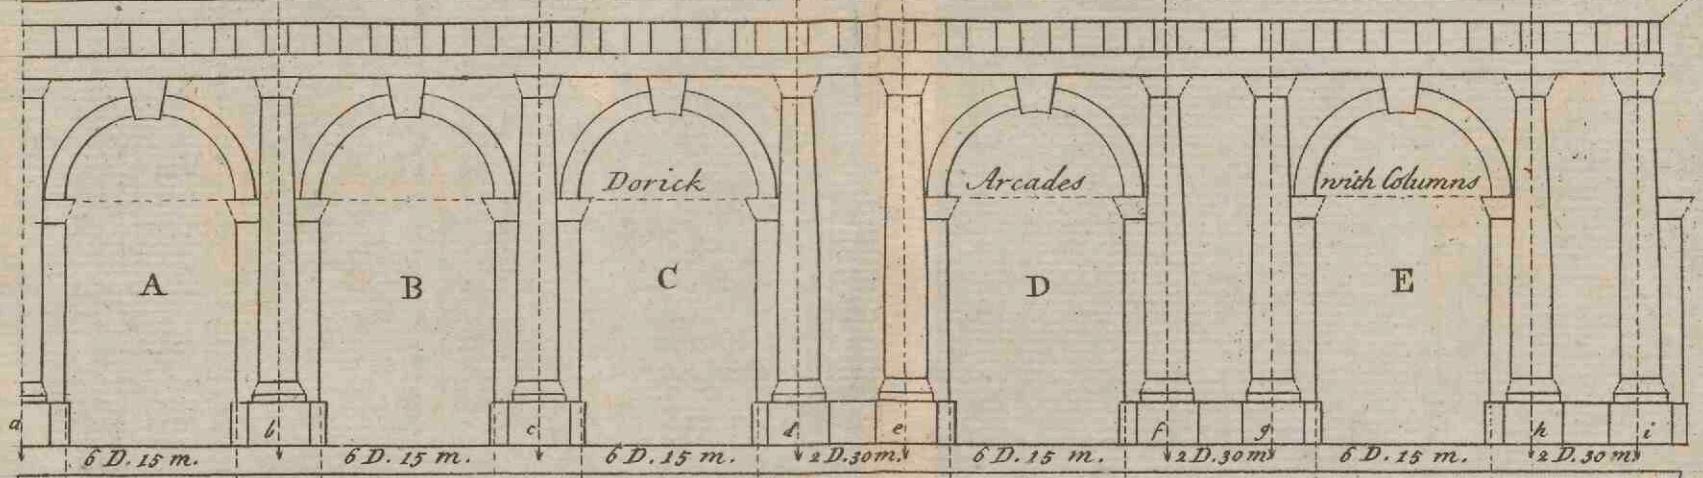 Dorick Arcades with Columns
A B C D E
a b c d e f g h i
6 D. 15 m. 6 D. 15 m. 6 D. 15 m. 2 D. 30 m. 6 D. 15 m. 2 D. 30 m. 6 D. 15 m. 2 D. 30 m.